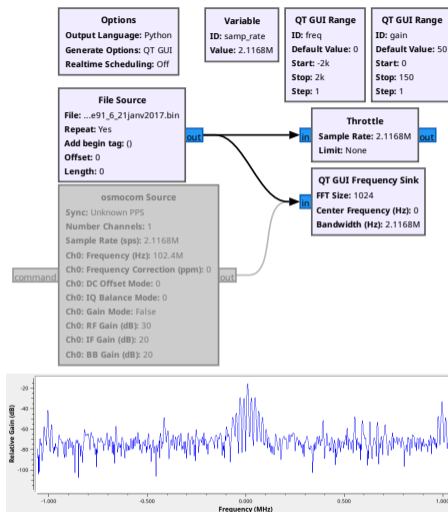 Options
Output Language: Python
Generate Options: QT GUI
Realtime Scheduling: Off
Variable
ID: samp_rate
Value: 2.1168M
QT GUI Range
ID: freq
Default Value: 0
Start: -2k
Stop: 2k
Step: 1
QT GUI Range
ID: gain
Default Value: 50
Start: 0
Stop: 150
Step: 1
File Source
File: ...e91_6_21janv2017.bin
Repeat: Yes
Add begin tag: ()
Offset: 0
Length: 0
out
Throttle
in
Sample Rate: 2.1168M
Limit: None
out
QT GUI Frequency Sink
FFT Size: 1024
in
Center Frequency (Hz): 0
Bandwidth (Hz): 2.1168M
osmocom Source
Sync: Unknown PPS
Number Channels: 1
Sample Rate (sps): 2.1168M
Ch0: Frequency (Hz): 102.4M
Ch0: Frequency Correction (ppm): 0
command
out
Ch0: DC Offset Mode: 0
Ch0: IQ Balance Mode: 0
Ch0: Gain Mode: False
Ch0: RF Gain (dB): 30
Ch0: IF Gain (dB): 20
Ch0: BB Gain (dB): 20
Relative Gain (dB)
-20
-40
-60
-80
-100
-1.000
-0.500
0.000
0.500
1.000
Frequency (MHz)